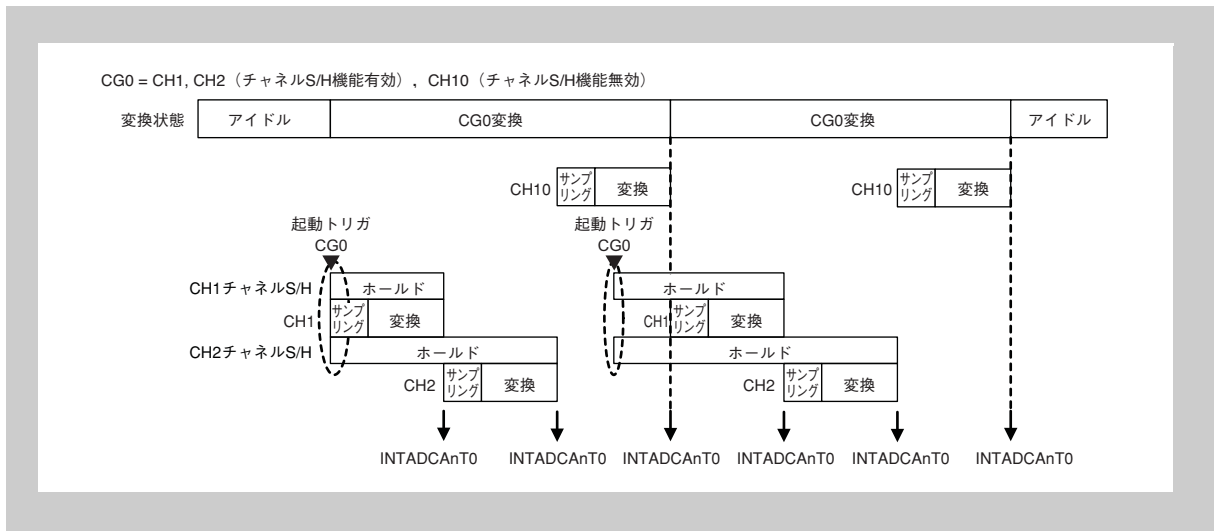 CG0 = CH1, CH2（チャネルS/H機能有効）, CH10（チャネルS/H機能無効）
変換状態 アイドル CG0変換 CG0変換 アイドル
CH10 サンプリング 変換 CH10 サンプリング 変換
起動トリガ 起動トリガ
CG0 CG0
CH1チャネルS/H ホールド ホールド
CH1 サンプリング 変換 CH1 サンプリング 変換
CH2チャネルS/H ホールド ホールド
CH2 サンプリング 変換 CH2 サンプリング 変換
INTADCAnT0 INTADCAnT0 INTADCAnT0 INTADCAnT0 INTADCAnT0 INTADCAnT0